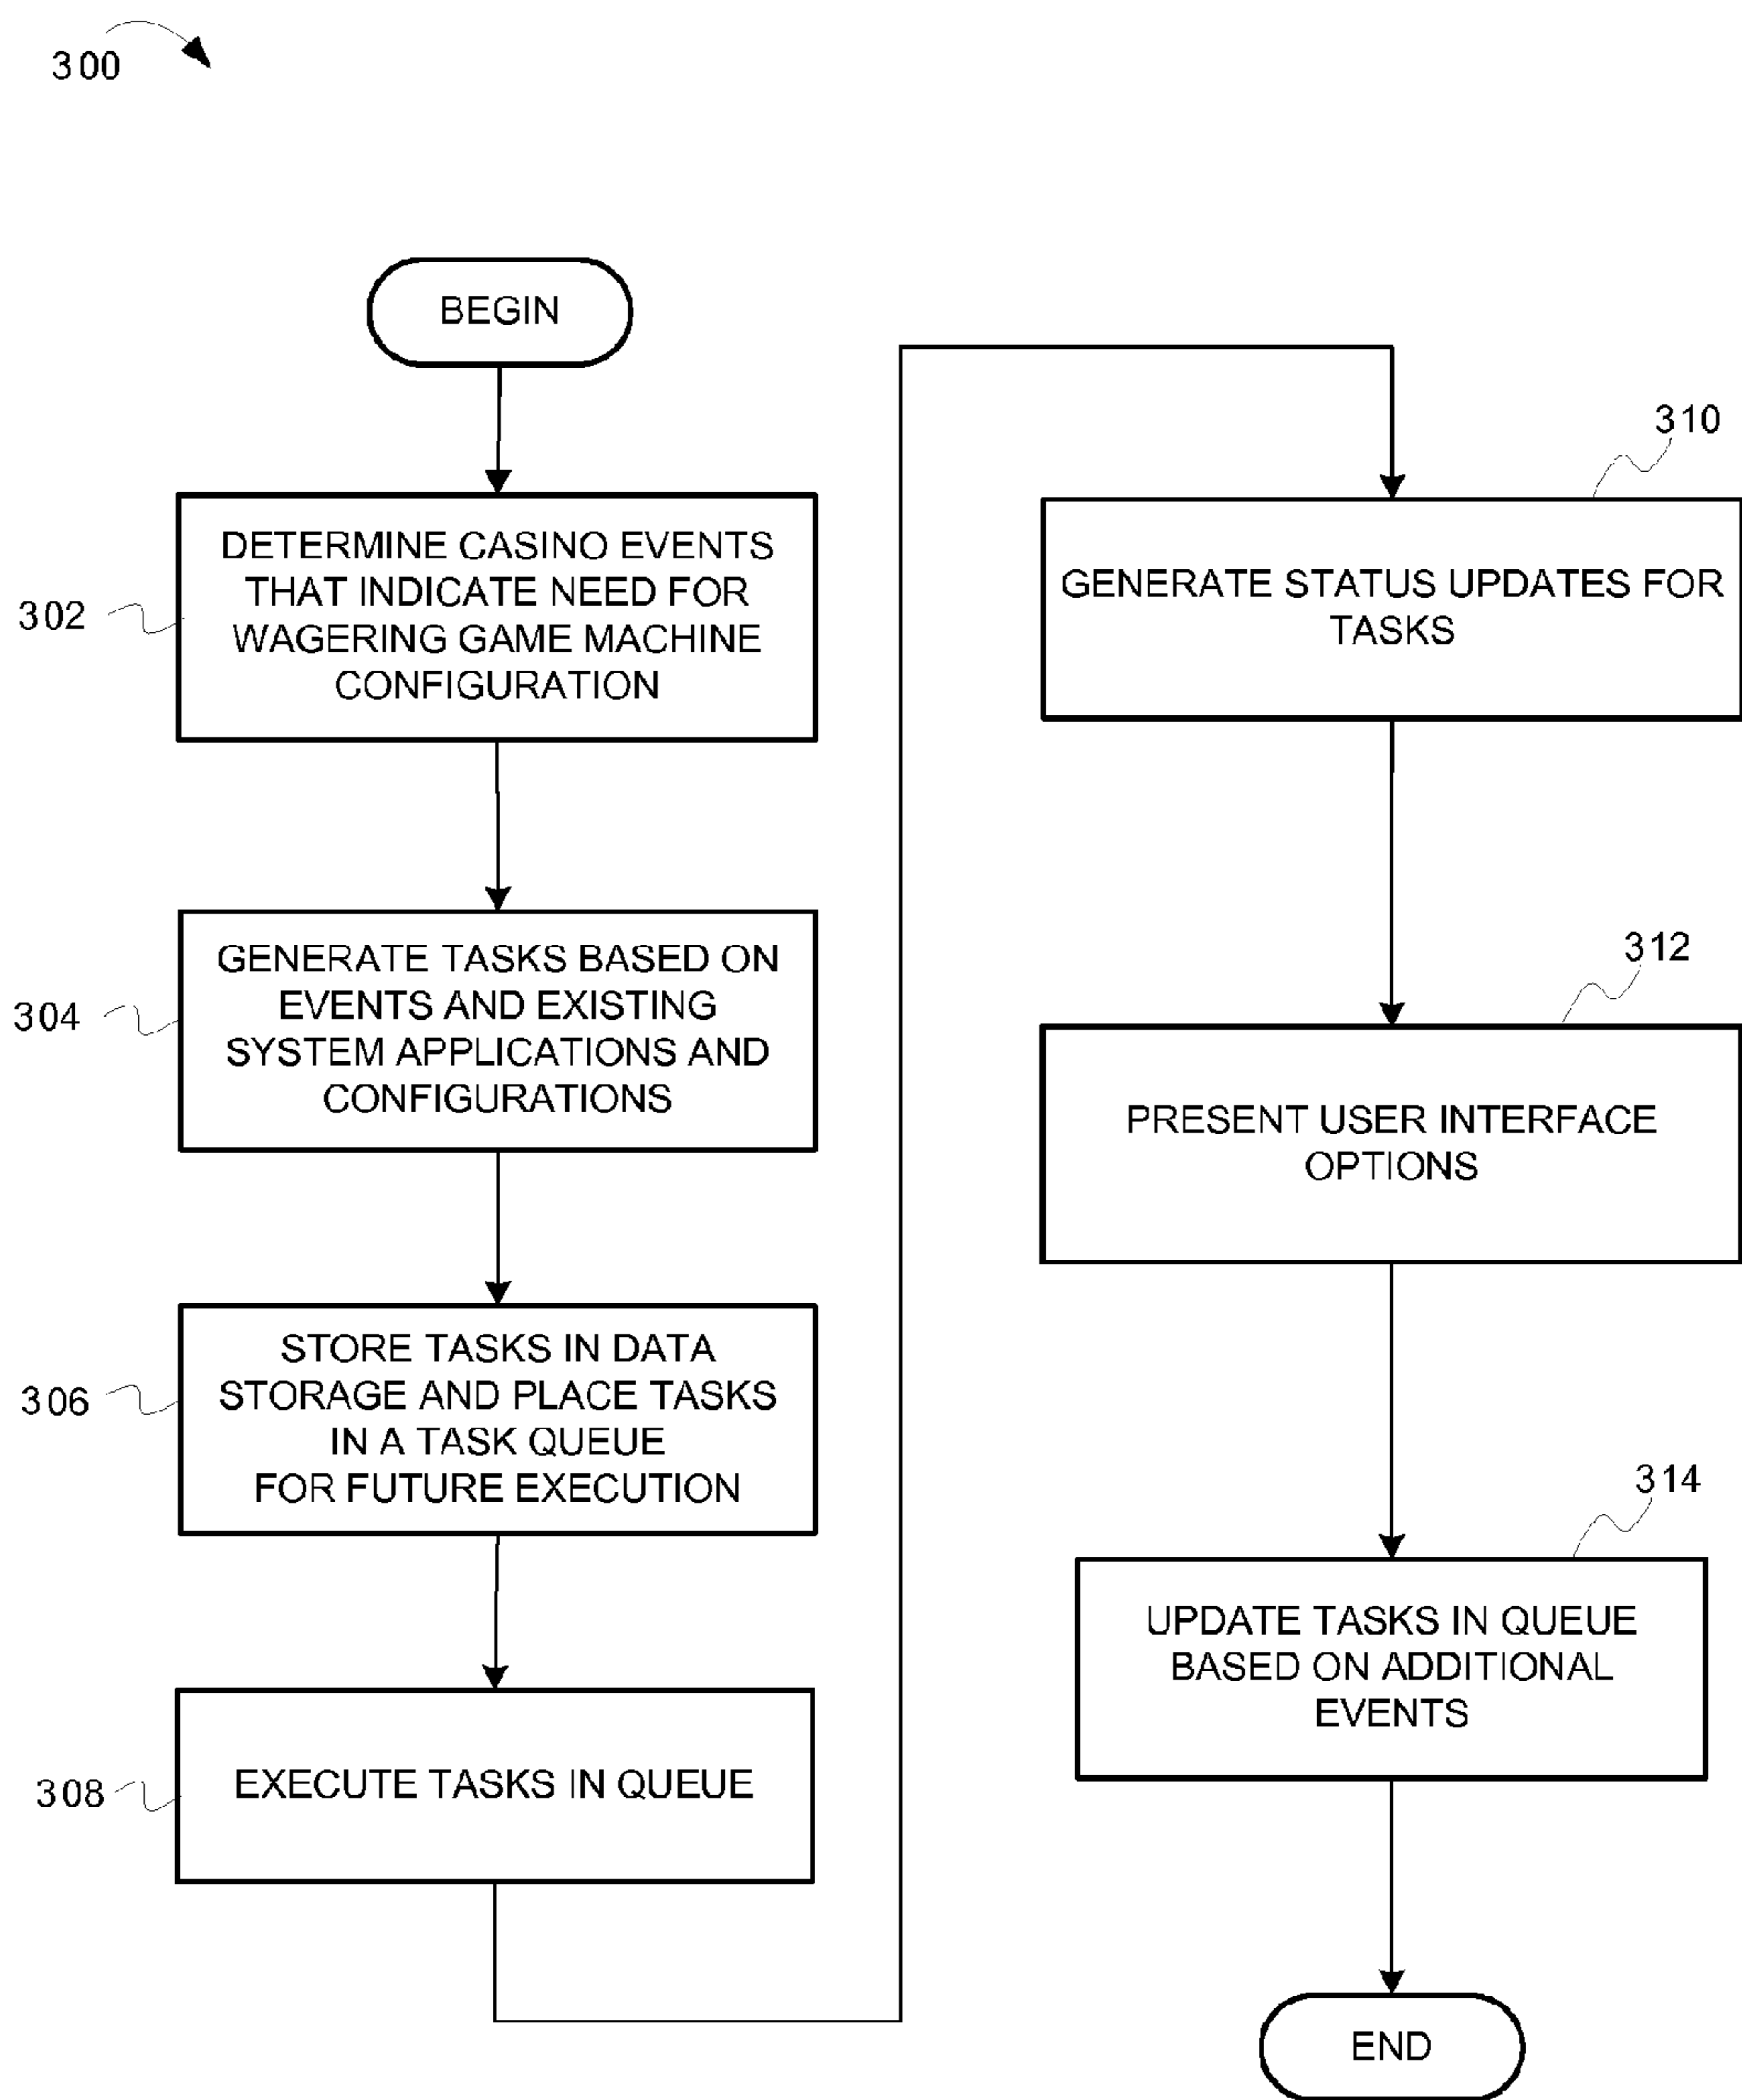 300
BEGIN
302
DETERMINE CASINO EVENTS
THAT INDICATE NEED FOR
WAGERING GAME MACHINE
CONFIGURATION
304
GENERATE TASKS BASED ON
EVENTS AND EXISTING
SYSTEM APPLICATIONS AND
CONFIGURATIONS
306
STORE TASKS IN DATA
STORAGE AND PLACE TASKS
IN A TASK QUEUE
FOR FUTURE EXECUTION
308
EXECUTE TASKS IN QUEUE
310
GENERATE STATUS UPDATES FOR
TASKS
312
PRESENT USER INTERFACE
OPTIONS
314
UPDATE TASKS IN QUEUE
BASED ON ADDITIONAL
EVENTS
END